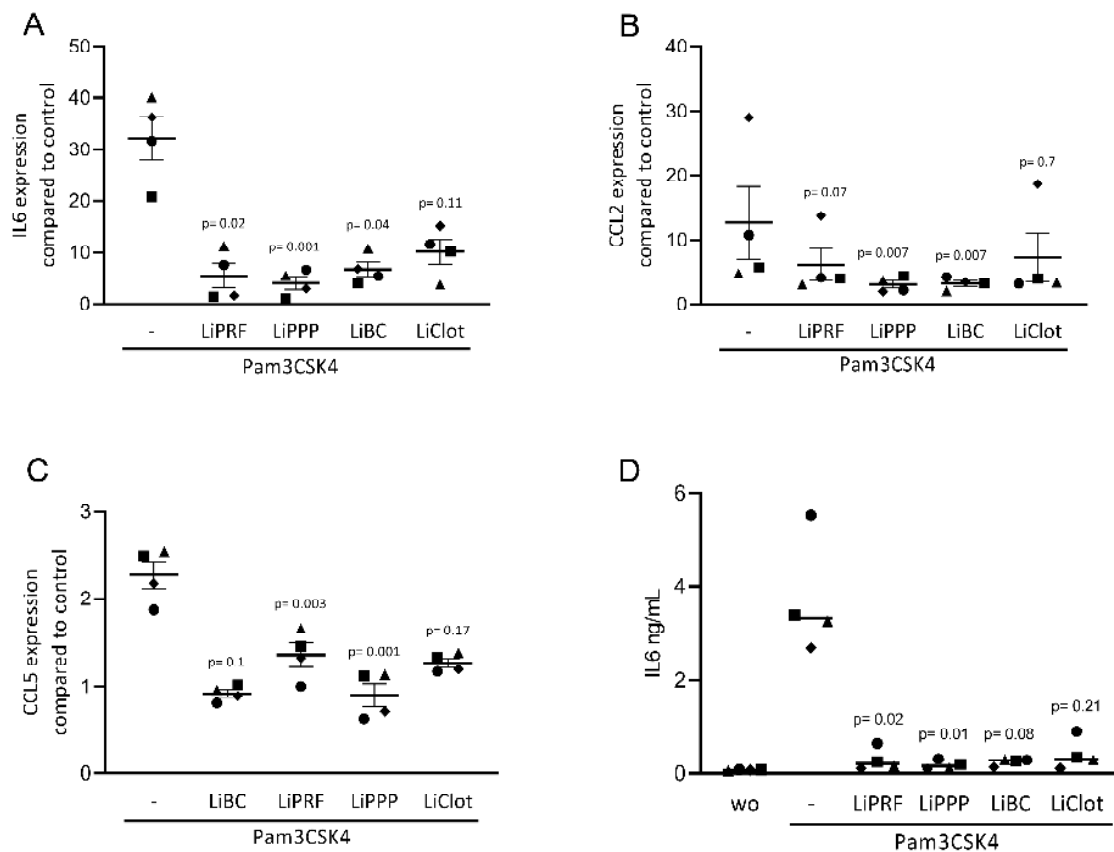 A
IL6 expression
compared to control
50
40
30
20
10
0
p= 0.02
p= 0.001
p= 0.04
p= 0.11
- LiPRF LiPPP LiBC LiClot
Pam3CSK4
B
CCL2 expression
compared to control
40
30
20
10
0
p= 0.07
p= 0.007
p= 0.007
p= 0.7
- LiPRF LiPPP LiBC LiClot
Pam3CSK4
C
CCL5 expression
compared to control
3
2
1
0
p= 0.1
p= 0.003
p= 0.001
p= 0.17
- LiBC LiPRF LiPPP LiClot
Pam3CSK4
D
IL6 ng/mL
6
4
2
0
p= 0.02
p= 0.01
p= 0.08
p= 0.21
wo - LiPRF LiPPP LiBC LiClot
Pam3CSK4